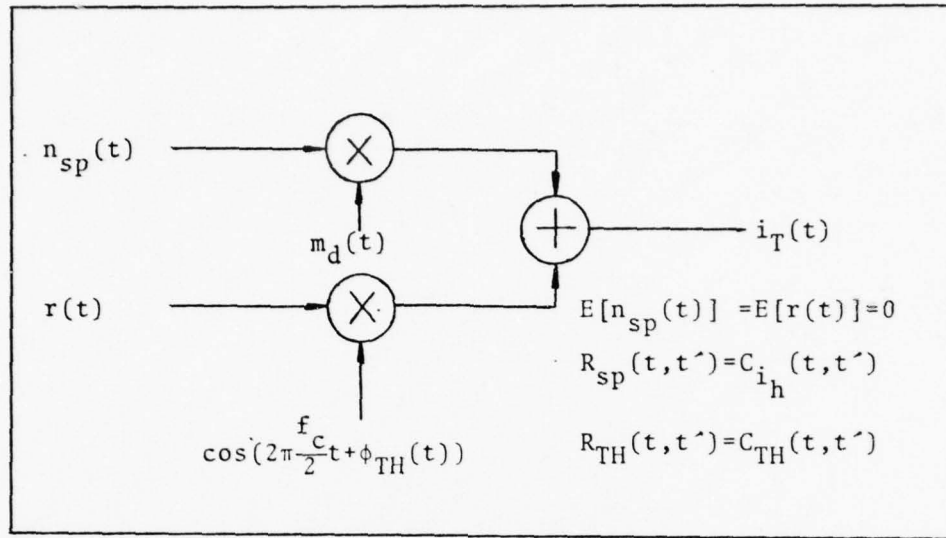 n_sp(t)
m_d(t)
i_T(t)
r(t)
E[n_sp(t)] =E[r(t)]=0
R_sp(t,t´)=C_i_h(t,t´)
cos(2π f_c/2 t+ϕ_TH(t))
R_TH(t,t´)=C_TH(t,t´)